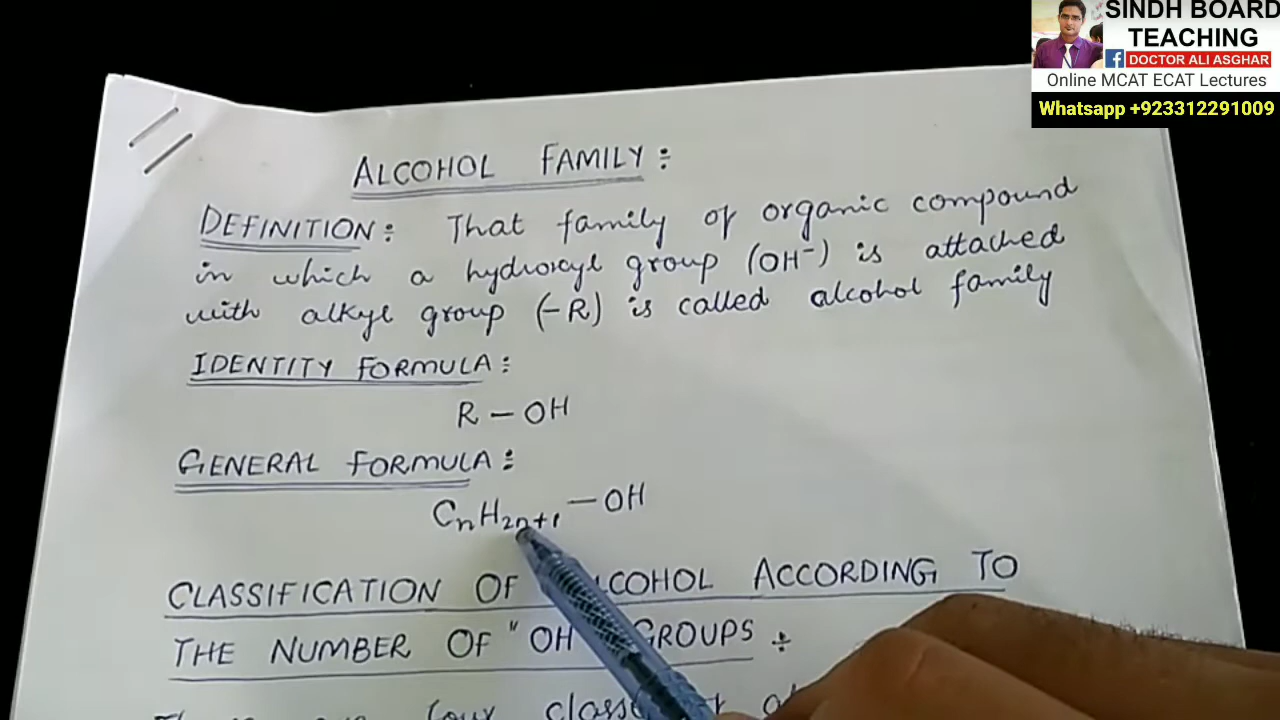 SINDH BOARD
TEACHING
DOCTOR ALI ASGHAR
Online MCAT ECAT Lectures
Whatsapp +923312291009
ALCOHOL FAMILY:
DEFINITION: That family of organic compound
in which a hydroxyl group (OH⁻) is attached
with alkyl group (–R) is called alcohol family
IDENTITY FORMULA:
R – OH
GENERAL FORMULA:
CₙH₂ₙ₊₁ – OH
CLASSIFICATION OF ALCOHOL ACCORDING TO
THE NUMBER OF "OH GROUPS :
four